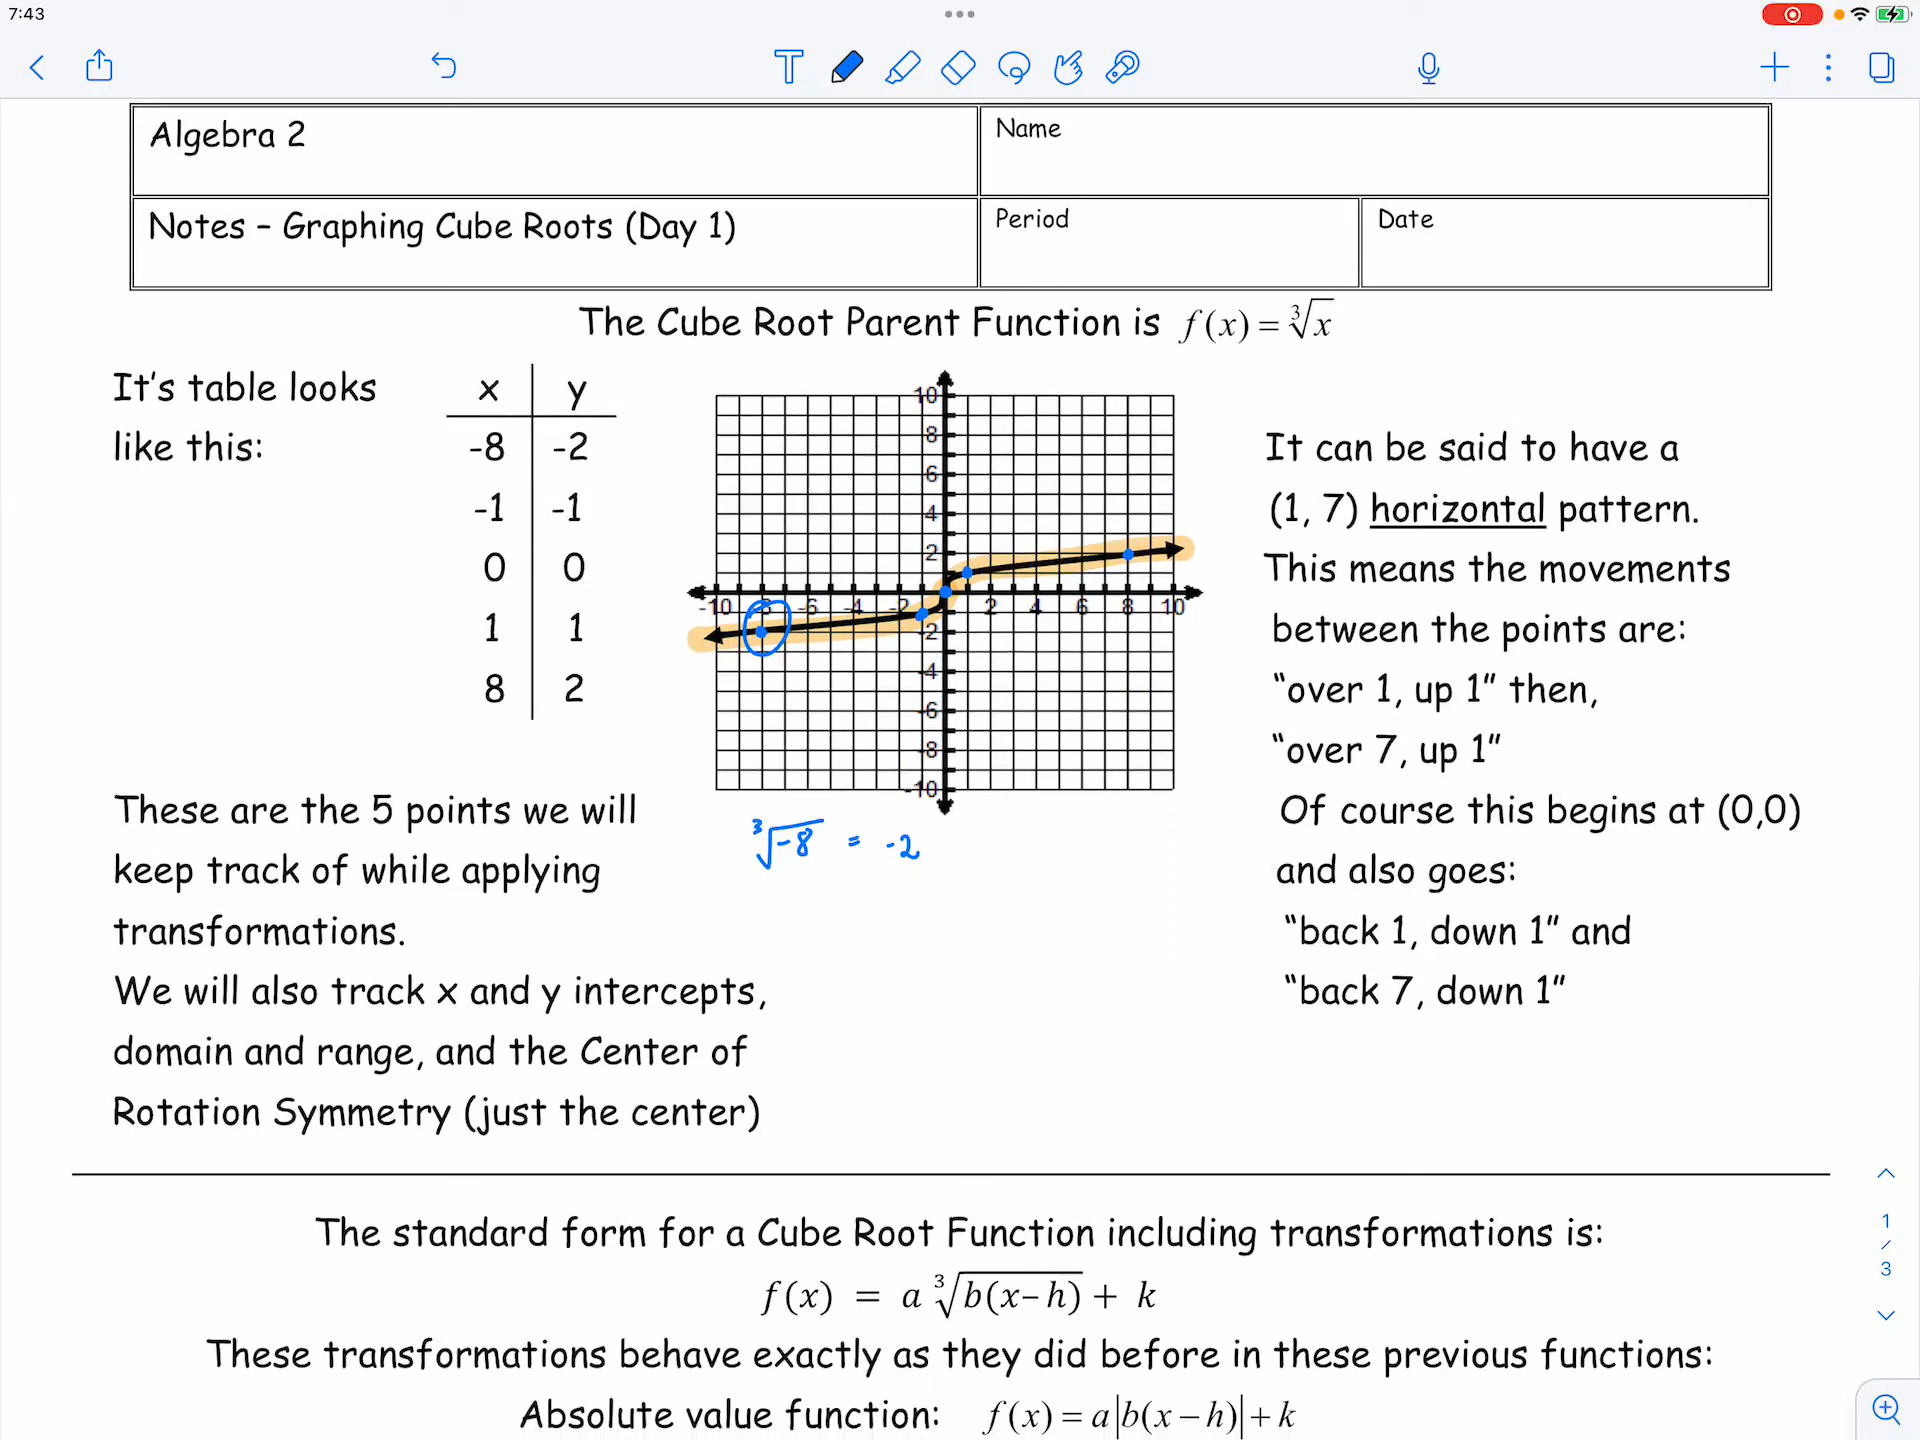 7:43
Algebra 2
Name
Notes – Graphing Cube Roots (Day 1)
Period
Date
The Cube Root Parent Function is f(x) = ∛x
It's table looks
like this:
x y
-8 -2
-1 -1
0 0
1 1
8 2
10
8
6
4
2
-10 -8 -6 -4 -2 2 4 6 8 10
-2
-4
-6
-8
-10
∛-8 = -2
It can be said to have a
(1, 7) horizontal pattern.
This means the movements
between the points are:
“over 1, up 1” then,
“over 7, up 1”
Of course this begins at (0,0)
and also goes:
“back 1, down 1” and
“back 7, down 1”
These are the 5 points we will
keep track of while applying
transformations.
We will also track x and y intercepts,
domain and range, and the Center of
Rotation Symmetry (just the center)
The standard form for a Cube Root Function including transformations is:
f(x) = a ∛b(x-h) + k
These transformations behave exactly as they did before in these previous functions:
Absolute value function: f(x) = a|b(x-h)|+k
1
/
3